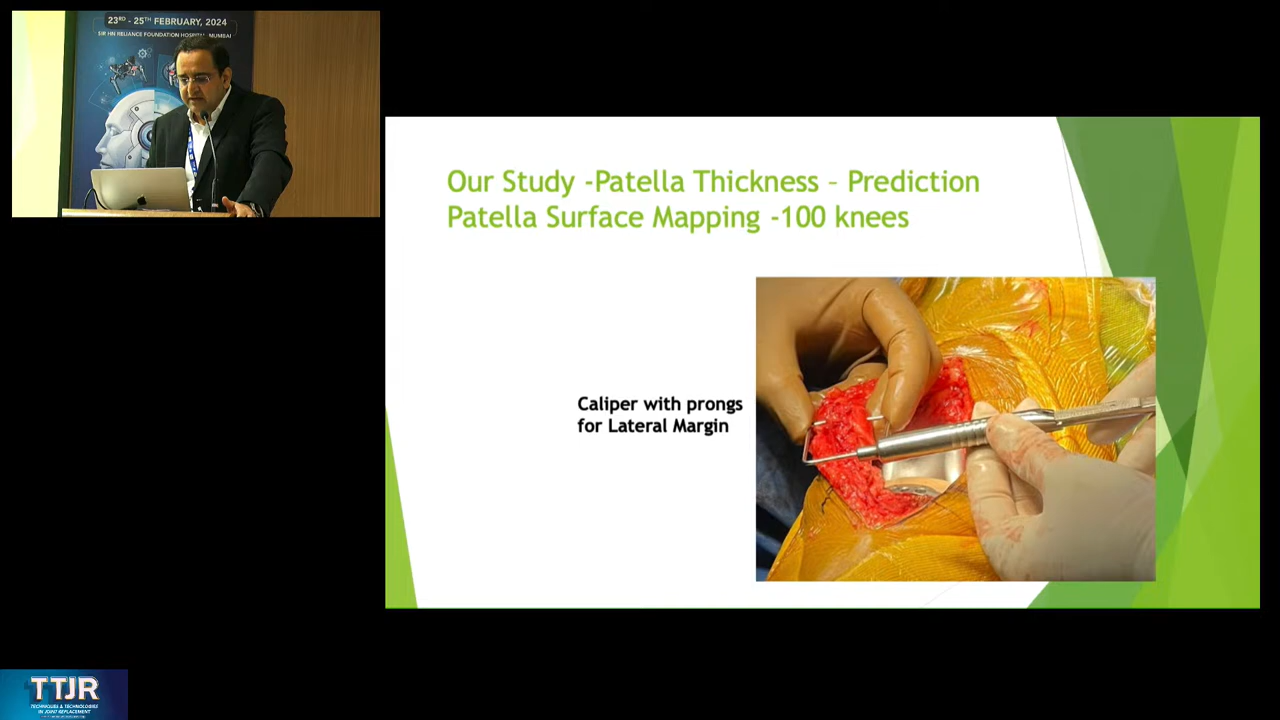 23RD - 25TH FEBRUARY, 2024
SIR HN RELIANCE FOUNDATION HOSPITAL, MUMBAI
Our Study -Patella Thickness – Prediction
Patella Surface Mapping -100 knees
Caliper with prongs
for Lateral Margin
TTJR
TECHNIQUES & TECHNOLOGIES
IN JOINT REPLACEMENT